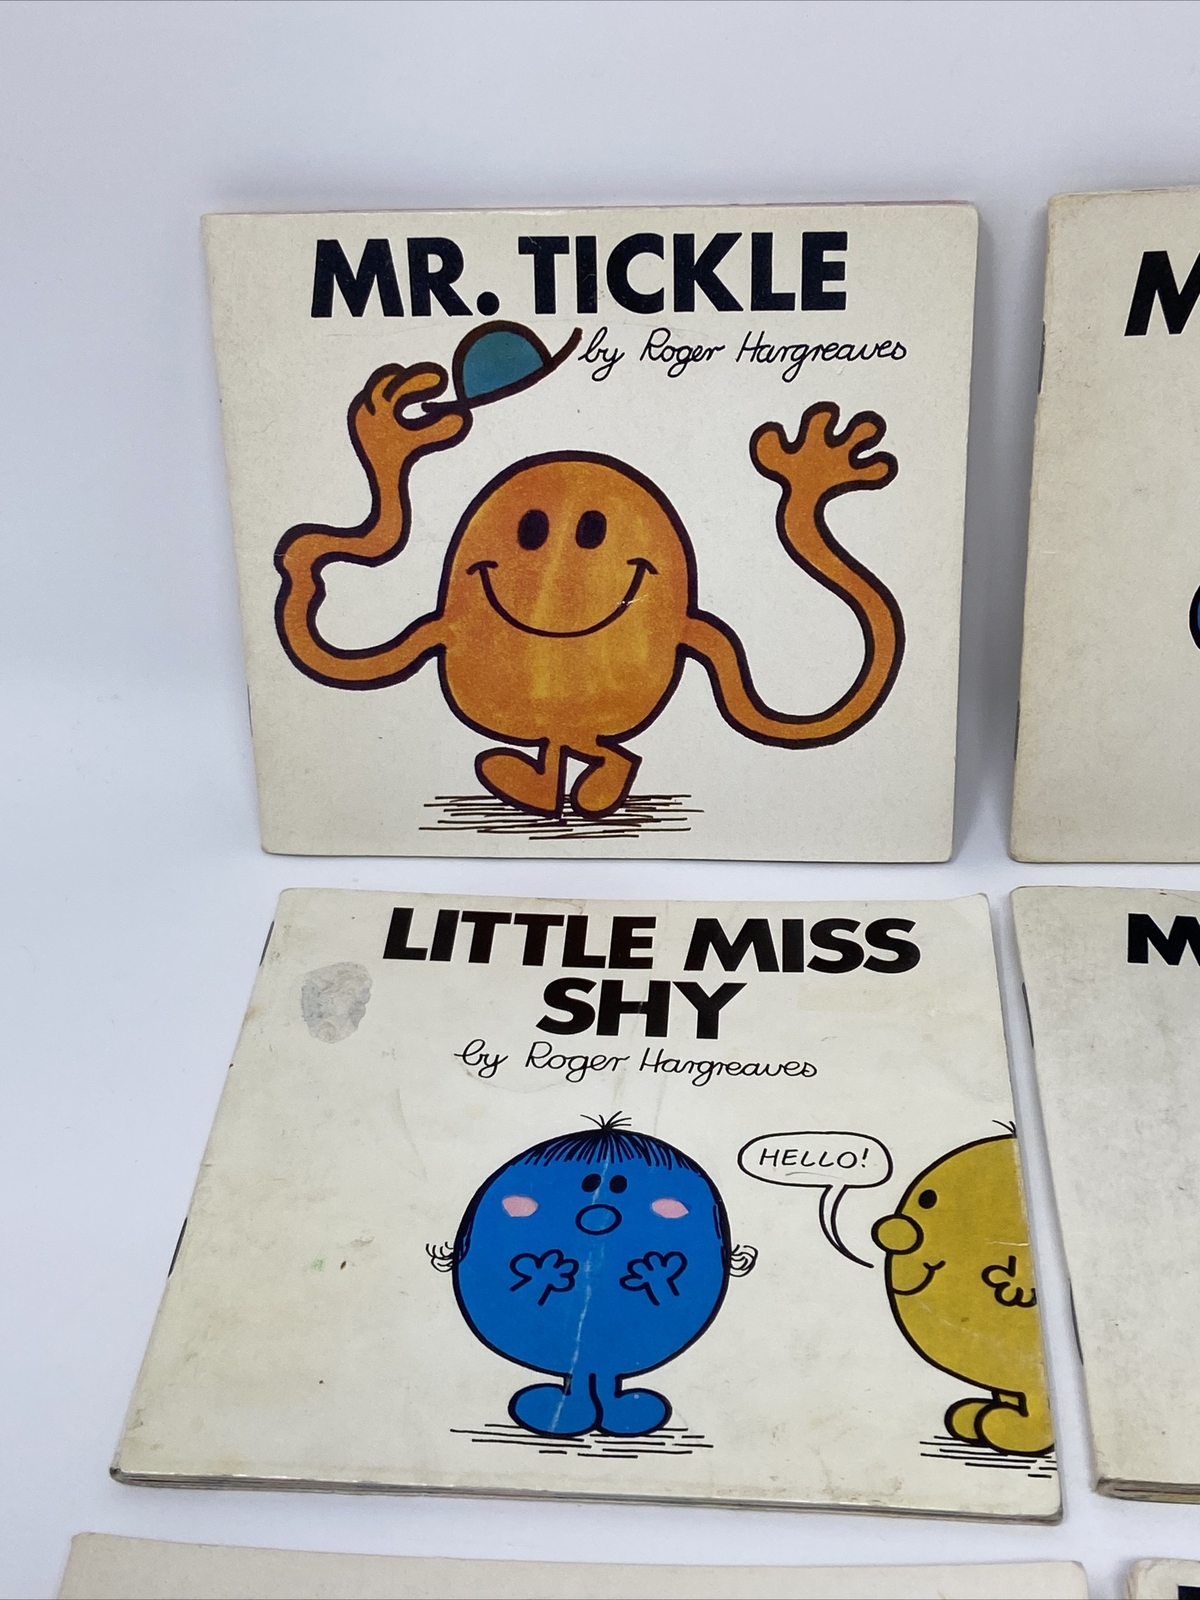 MR. TICKLE
by Roger Hargreaves
LITTLE MISS
SHY
by Roger Hargreaves
HELLO!